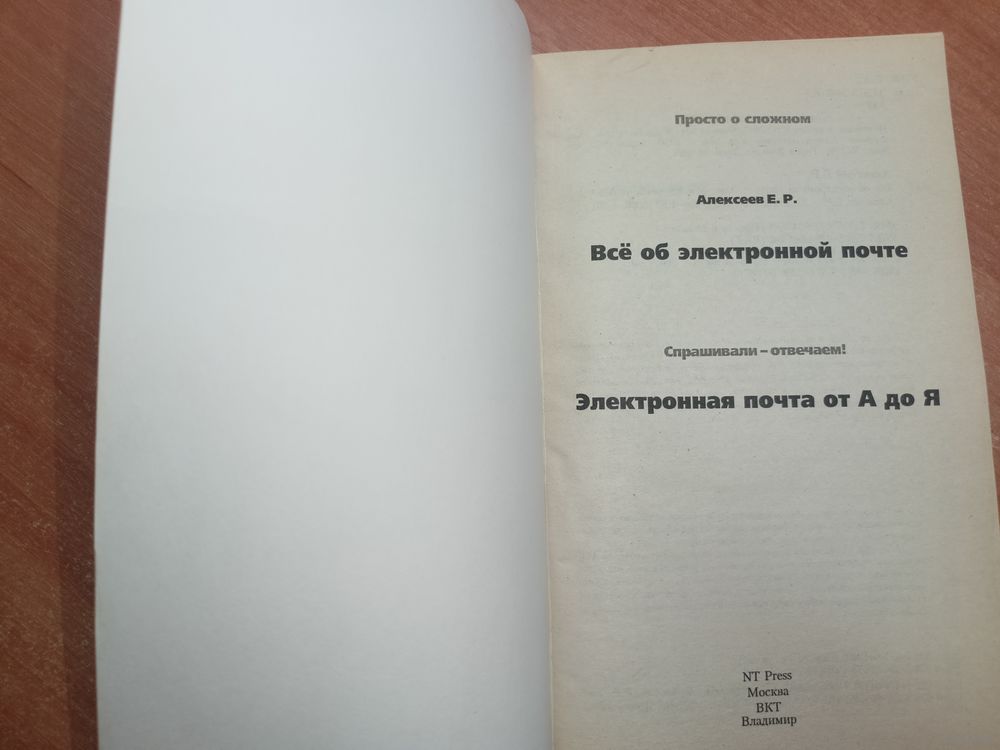 Просто о сложном
Алексеев Е. Р.
Всё об электронной почте
Спрашивали – отвечаем!
Электронная почта от А до Я
NT Press
Москва
ВКТ
Владимир